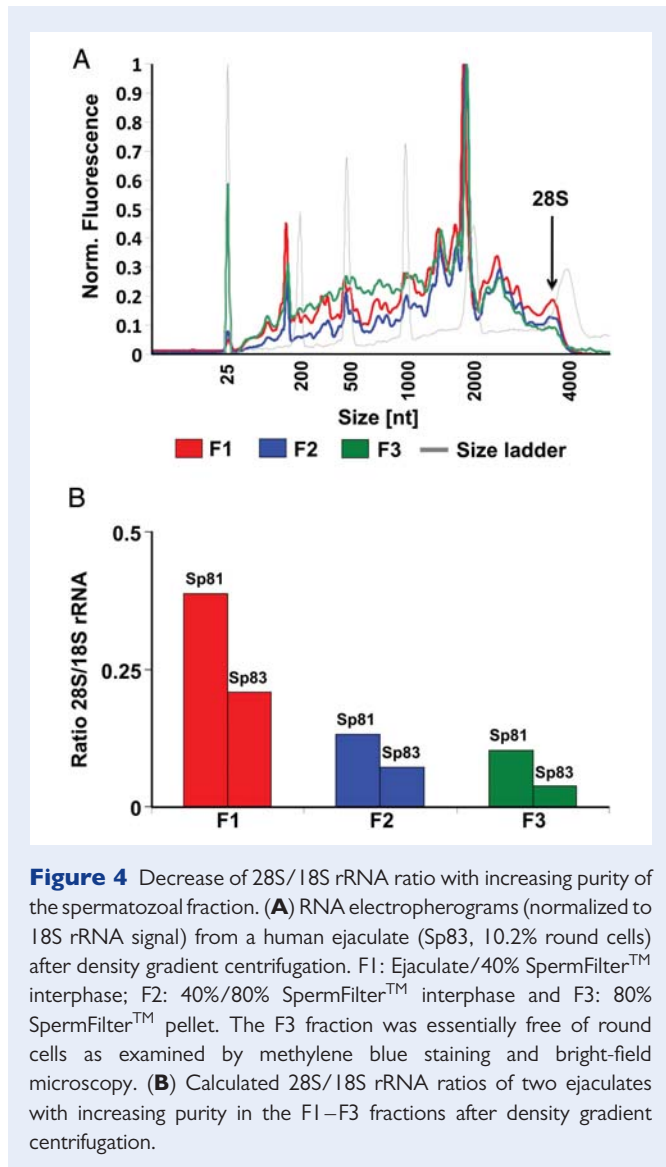 A
1
0.9
0.8
0.7
0.6
0.5
0.4
0.3
0.2
0.1
0
Norm. Fluorescence
28S
25
200
500
1000
2000
4000
Size [nt]
F1 F2 F3 Size ladder
B
0.5
0.25
0
Ratio 28S/18S rRNA
Sp81
Sp83
Sp81
Sp83
Sp81
Sp83
F1 F2 F3
Figure 4 Decrease of 28S/18S rRNA ratio with increasing purity of
the spermatozoal fraction. (A) RNA electropherograms (normalized to
18S rRNA signal) from a human ejaculate (Sp83, 10.2% round cells)
after density gradient centrifugation. F1: Ejaculate/40% SpermFilter™
interphase; F2: 40%/80% SpermFilter™ interphase and F3: 80%
SpermFilter™ pellet. The F3 fraction was essentially free of round
cells as examined by methylene blue staining and bright-field
microscopy. (B) Calculated 28S/18S rRNA ratios of two ejaculates
with increasing purity in the F1–F3 fractions after density gradient
centrifugation.